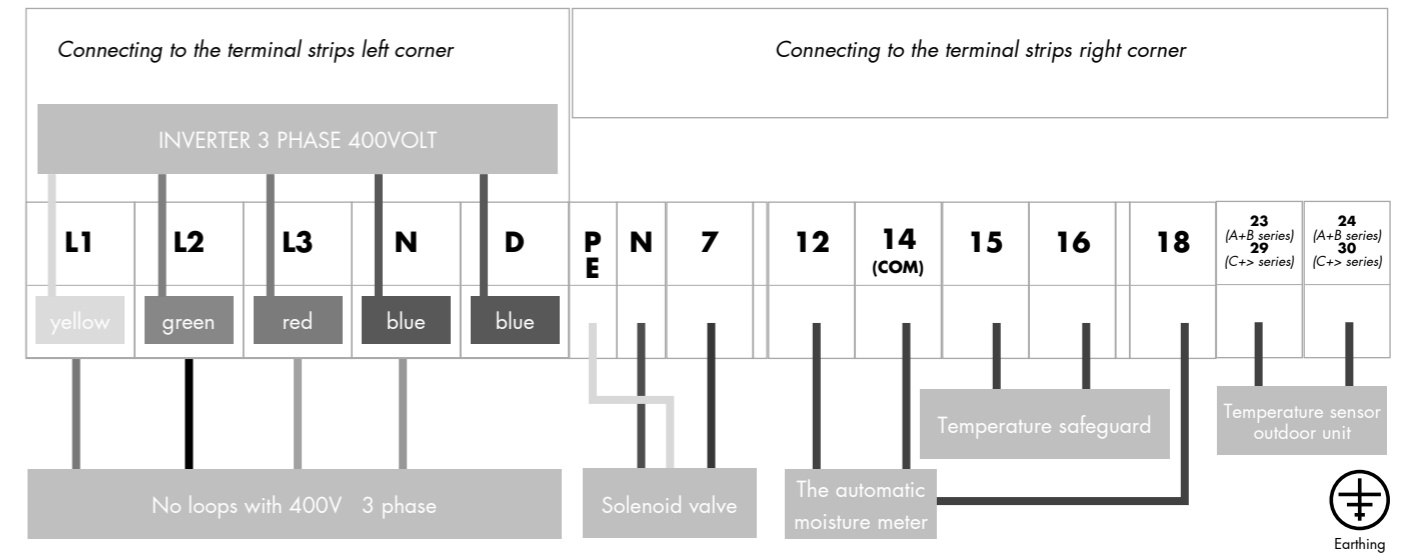 Connecting to the terminal strips left corner
Connecting to the terminal strips right corner
INVERTER 3 PHASE 400VOLT
L1 L2 L3 N D P N 7 12 14 15 16 18 23 24
E (COM) (A+B series) (A+B series)
29 30
(C+> series) (C+> series)
yellow green red blue blue
Temperature safeguard
Temperature sensor
outdoor unit
No loops with 400V 3 phase
Solenoid valve
The automatic
moisture meter
Earthing